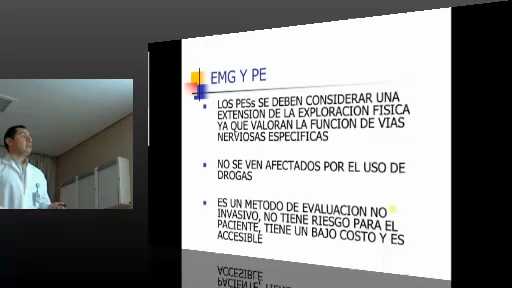 EMG Y PE
LOS PESs SE DEBEN CONSIDERAR UNA
EXTENSION DE LA EXPLORACION FISICA
YA QUE VALORAN LA FUNCION DE VIAS
NERVIOSAS ESPECIFICAS
NO SE VEN AFECTADOS POR EL USO DE
DROGAS
ES UN METODO DE EVALUACION NO
INVASIVO, NO TIENE RIESGO PARA EL
PACIENTE, TIENE UN BAJO COSTO Y ES
ACCESIBLE